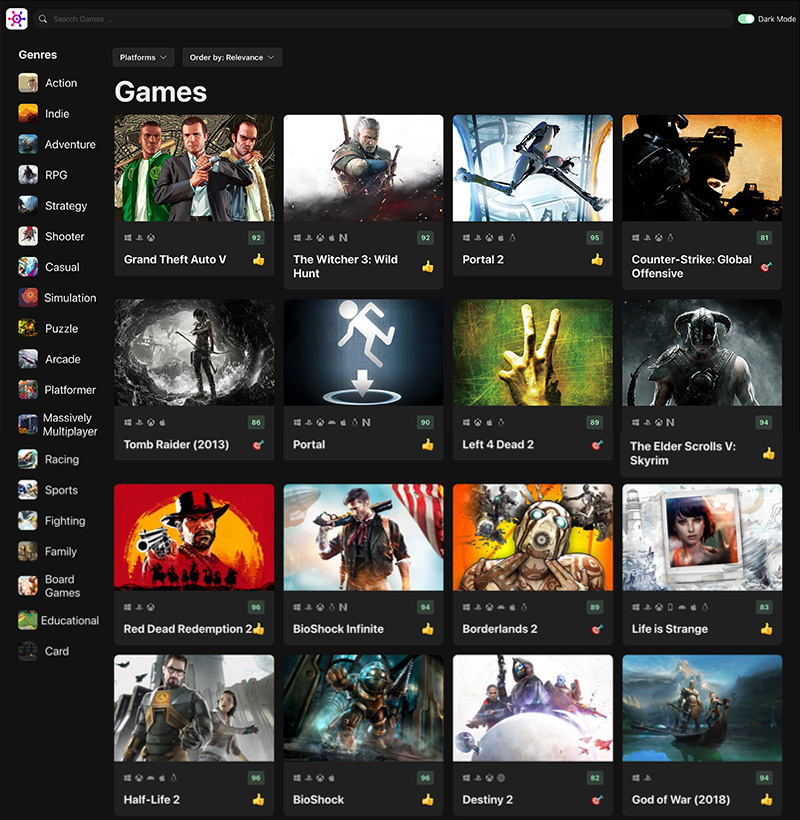 Search Games ...
Dark Mode
Genres
Action
Indie
Adventure
RPG
Strategy
Shooter
Casual
Simulation
Puzzle
Arcade
Platformer
Massively
Multiplayer
Racing
Sports
Fighting
Family
Board
Games
Educational
Card
Platforms
Order by: Relevance
Games
92
Grand Theft Auto V
92
The Witcher 3: Wild
Hunt
95
Portal 2
81
Counter-Strike: Global
Offensive
86
Tomb Raider (2013)
90
Portal
89
Left 4 Dead 2
94
The Elder Scrolls V:
Skyrim
96
Red Dead Redemption 2
94
BioShock Infinite
89
Borderlands 2
83
Life is Strange
96
Half-Life 2
96
BioShock
82
Destiny 2
94
God of War (2018)